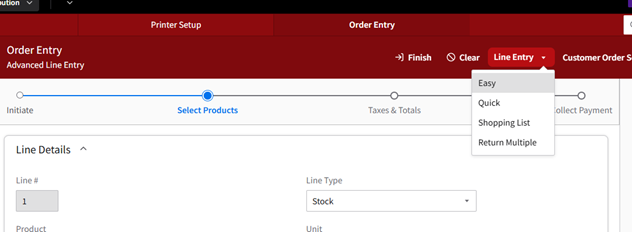 Printer Setup
Order Entry
Order Entry
Advanced Line Entry
Finish
Clear
Line Entry
Customer Order
Easy
Quick
Shopping List
Return Multiple
Initiate
Select Products
Taxes & Totals
ollect Payment
Line Details
Line #
Line Type
1
Stock
Product
Unit